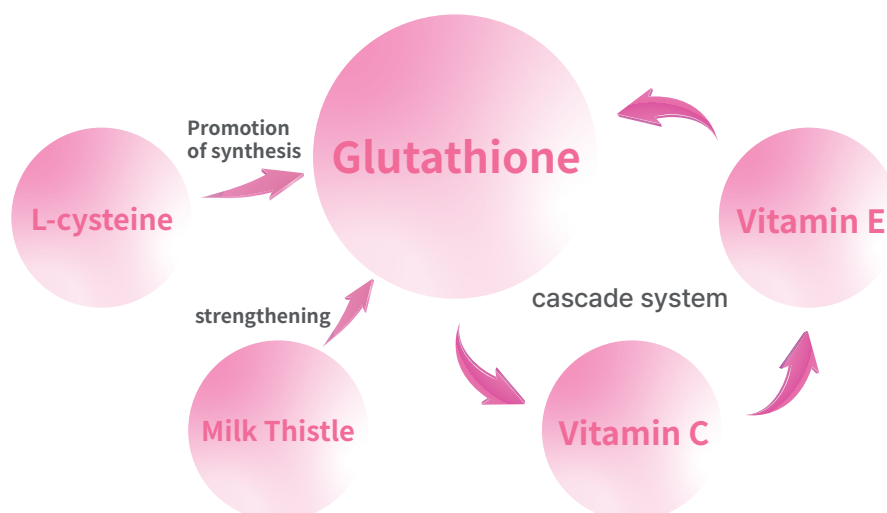 Promotion
of synthesis
Glutathione
L-cysteine
Vitamin E
cascade system
strengthening
Milk Thistle
Vitamin C